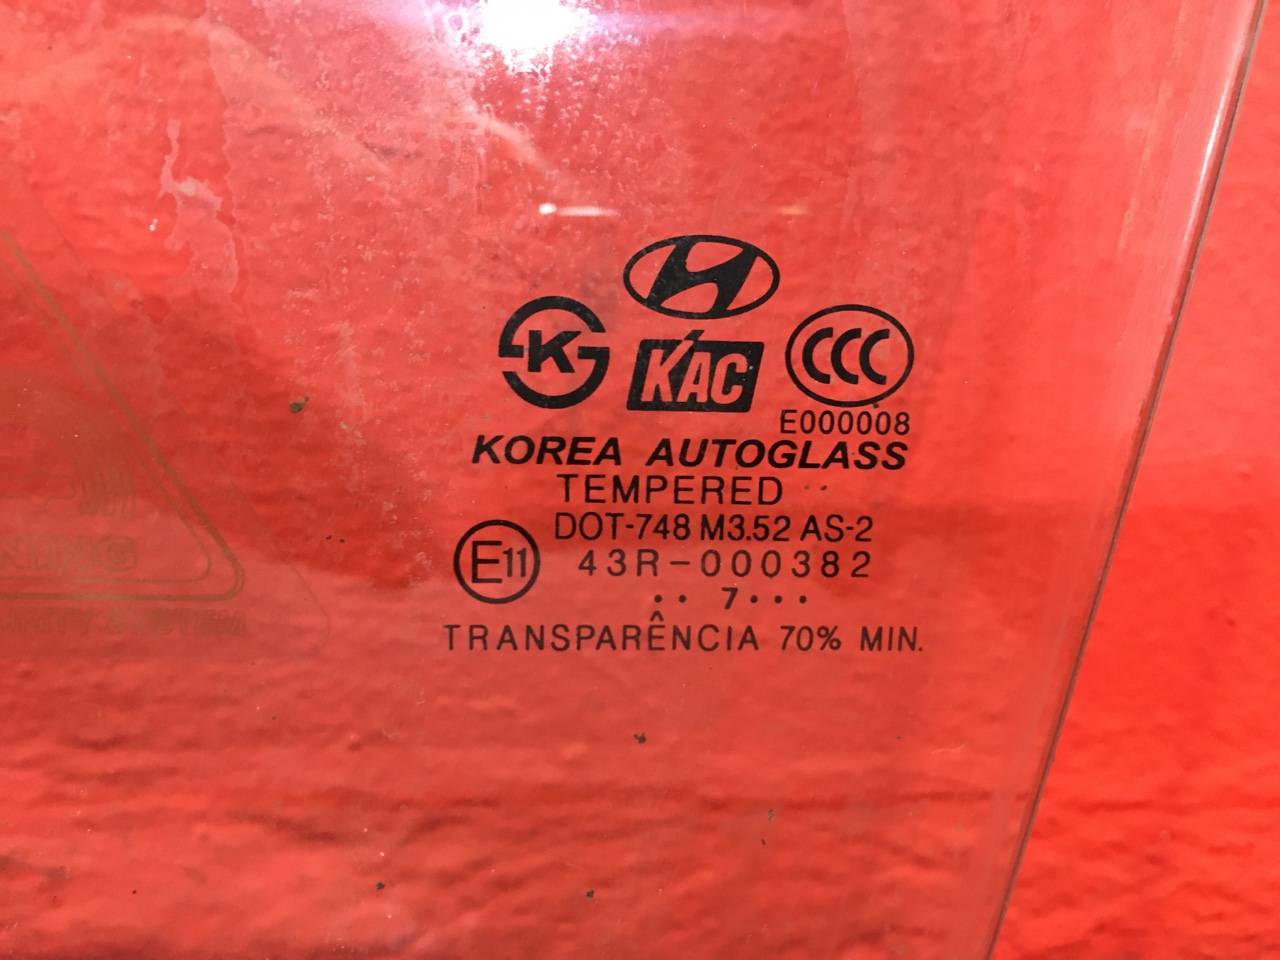 K
KAC
CCC
E000008
KOREA AUTOGLASS
TEMPERED ··
DOT-748 M3.52 AS-2
E11
43R-000382
·· 7···
TRANSPARÊNCIA 70% MIN.